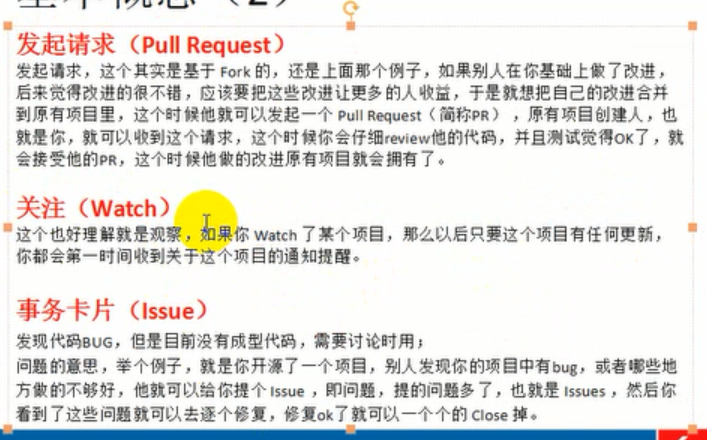 基本概念（2）
发起请求（Pull Request）
发起请求，这个其实是基于 Fork 的，还是上面那个例子，如果别人在你基础上做了改进，
后来觉得改进的很不错，应该要把这些改进让更多的人收益，于是就想把自己的改进合并
到原有项目里，这个时候他就可以发起一个 Pull Request（简称PR） ，原有项目创建人，也
就是你，就可以收到这个请求，这个时候你会仔细review他的代码，并且测试觉得OK了，就
会接受他的PR，这个时候他做的改进原有项目就会拥有了。
关注（Watch）
这个也好理解就是观察，如果你 Watch 了某个项目，那么以后只要这个项目有任何更新，
你都会第一时间收到关于这个项目的通知提醒。
事务卡片（Issue）
发现代码BUG，但是目前没有成型代码，需要讨论时用；
问题的意思，举个例子，就是你开源了一个项目，别人发现你的项目中有bug，或者哪些地
方做的不够好，他就可以给你提个 Issue ，即问题，提的问题多了，也就是 Issues ，然后你
看到了这些问题就可以去逐个修复，修复ok了就可以一个个的 Close 掉。